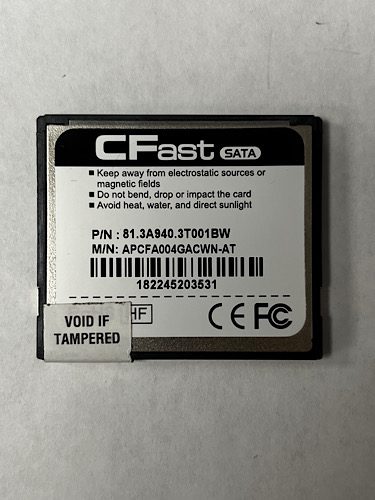 CFast SATA
■ Keep away from electrostatic sources or
magnetic fields
■ Do not bend, drop or impact the card
■ Avoid heat, water, and direct sunlight
P/N : 81.3A940.3T001BW
M/N: APCFA004GACWN-AT
182245203531
HF CE FC
VOID IF
TAMPERED